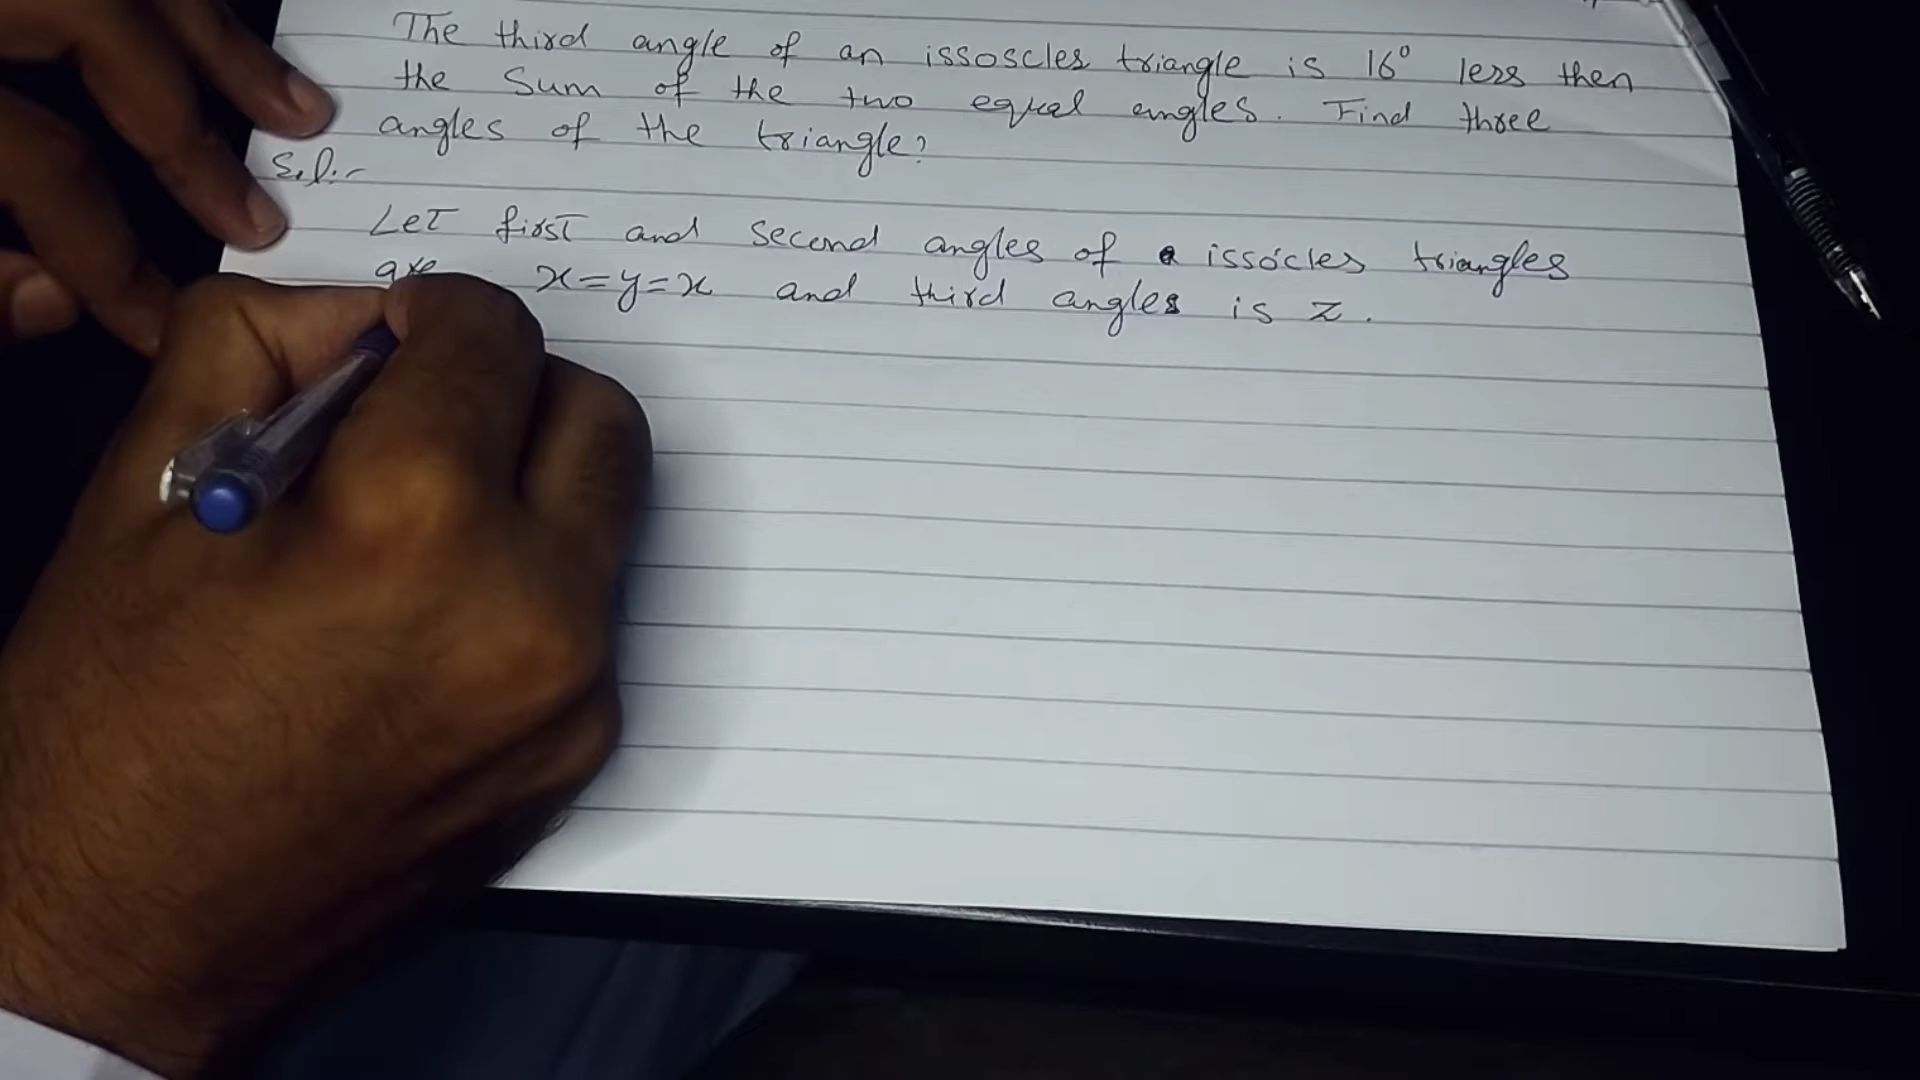 The third angle of an issoscles triangle is 16° less then
the Sum of the two equal angles. Find three
angles of the triangle?
Sol:-
Let first and second angles of a issocles triangles
are x=y=x and third angles is z.